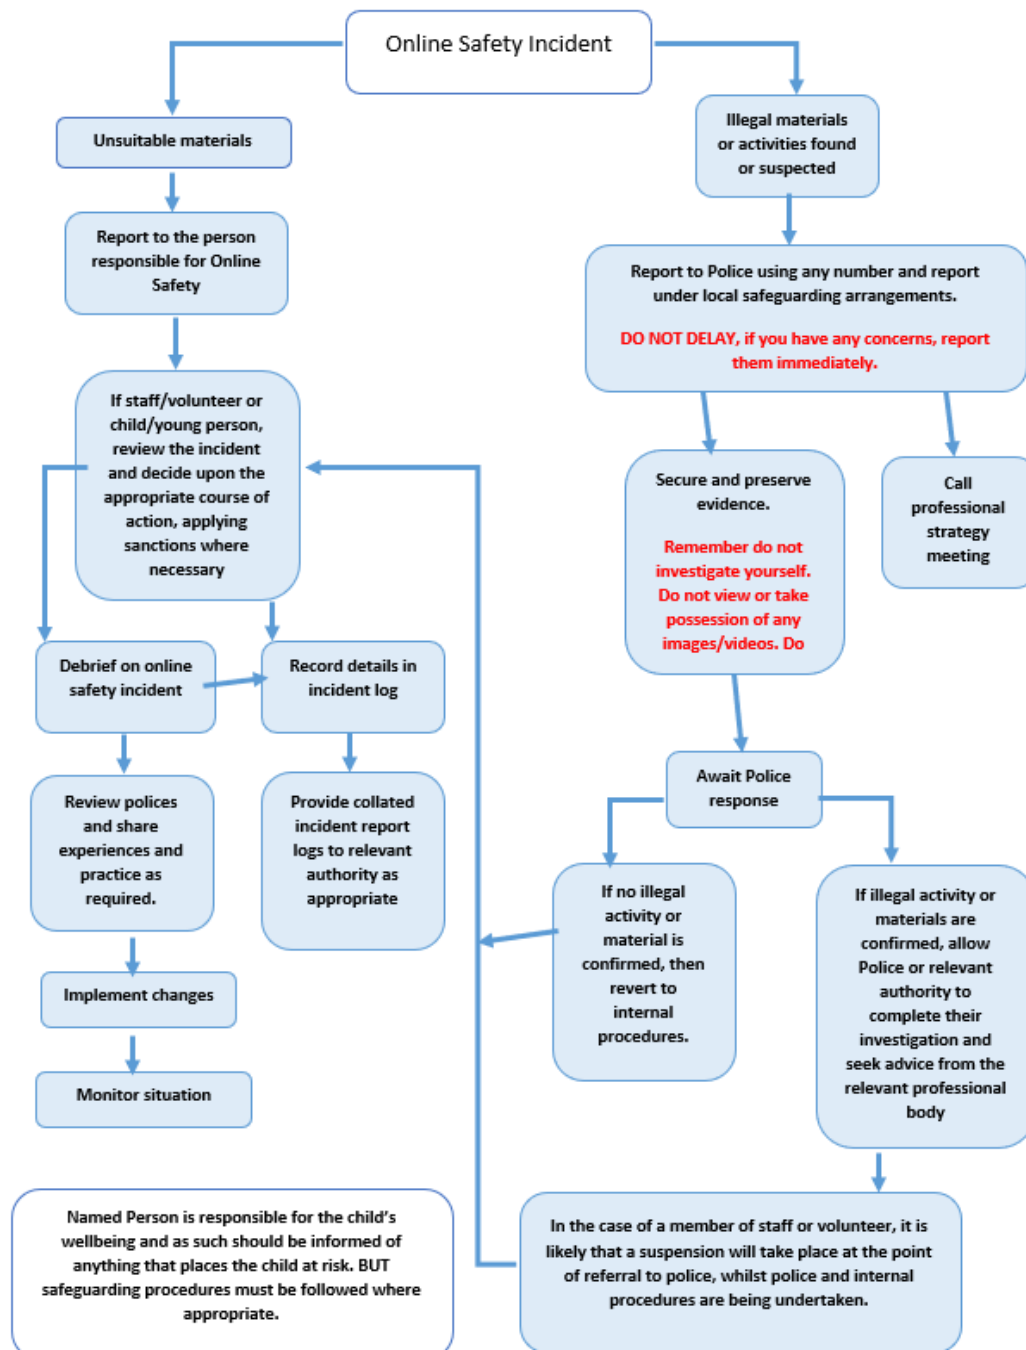 Online Safety Incident
Unsuitable materials
Illegal materials
or activities found
or suspected
Report to the person
responsible for Online
Safety
Report to Police using any number and report
under local safeguarding arrangements.
DO NOT DELAY, if you have any concerns, report
them immediately.
If staff/volunteer or
child/young person,
review the incident
and decide upon the
appropriate course of
action, applying
sanctions where
necessary
Secure and preserve
evidence.
Remember do not
investigate yourself.
Do not view or take
possession of any
images/videos. Do
Call
professional
strategy
meeting
Debrief on online
safety incident
Record details in
incident log
Review polices
and share
experiences and
practice as
required.
Provide collated
incident report
logs to relevant
authority as
appropriate
Await Police
response
If no illegal
activity or
material is
confirmed, then
revert to
internal
procedures.
If illegal activity or
materials are
confirmed, allow
Police or relevant
authority to
complete their
investigation and
seek advice from the
relevant professional
body
Implement changes
Monitor situation
Named Person is responsible for the child’s
wellbeing and as such should be informed of
anything that places the child at risk. BUT
safeguarding procedures must be followed where
appropriate.
In the case of a member of staff or volunteer, it is
likely that a suspension will take place at the point
of referral to police, whilst police and internal
procedures are being undertaken.